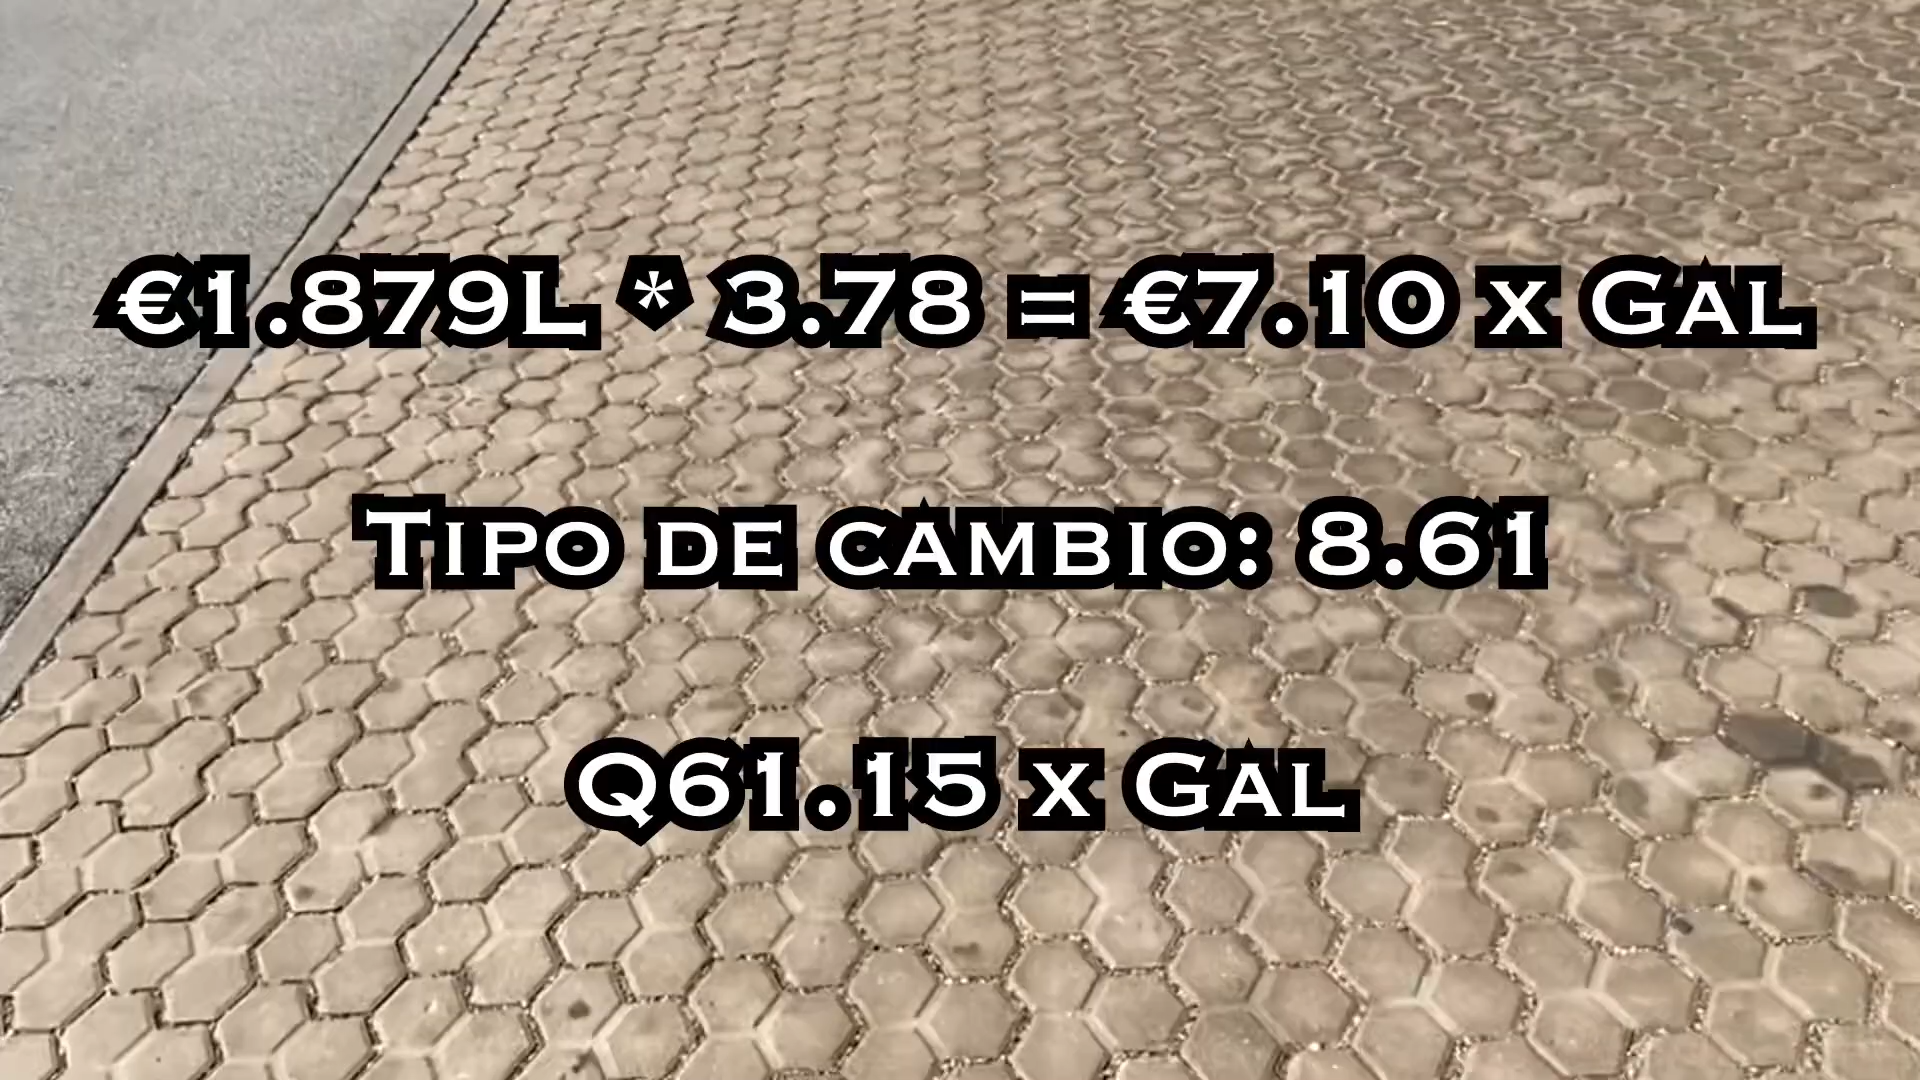 €1.879L * 3.78 = €7.10 x Gal
Tipo de cambio: 8.61
Q61.15 x Gal